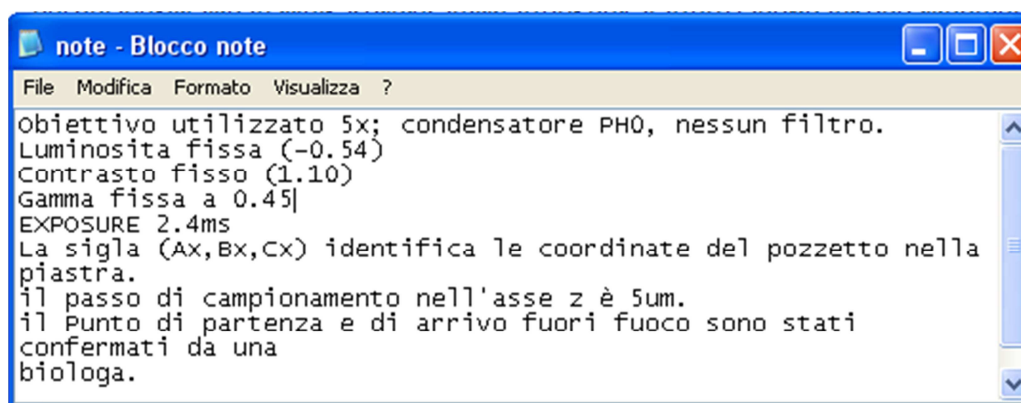 note - Blocco note
File Modifica Formato Visualizza ?
Obiettivo utilizzato 5x; condensatore PH0, nessun filtro.
Luminosita fissa (-0.54)
Contrasto fisso (1.10)
Gamma fissa a 0.45
EXPOSURE 2.4ms
La sigla (Ax,Bx,Cx) identifica le coordinate del pozzetto nella
piastra.
il passo di campionamento nell'asse z è 5um.
il Punto di partenza e di arrivo fuori fuoco sono stati
confermati da una
biologa.